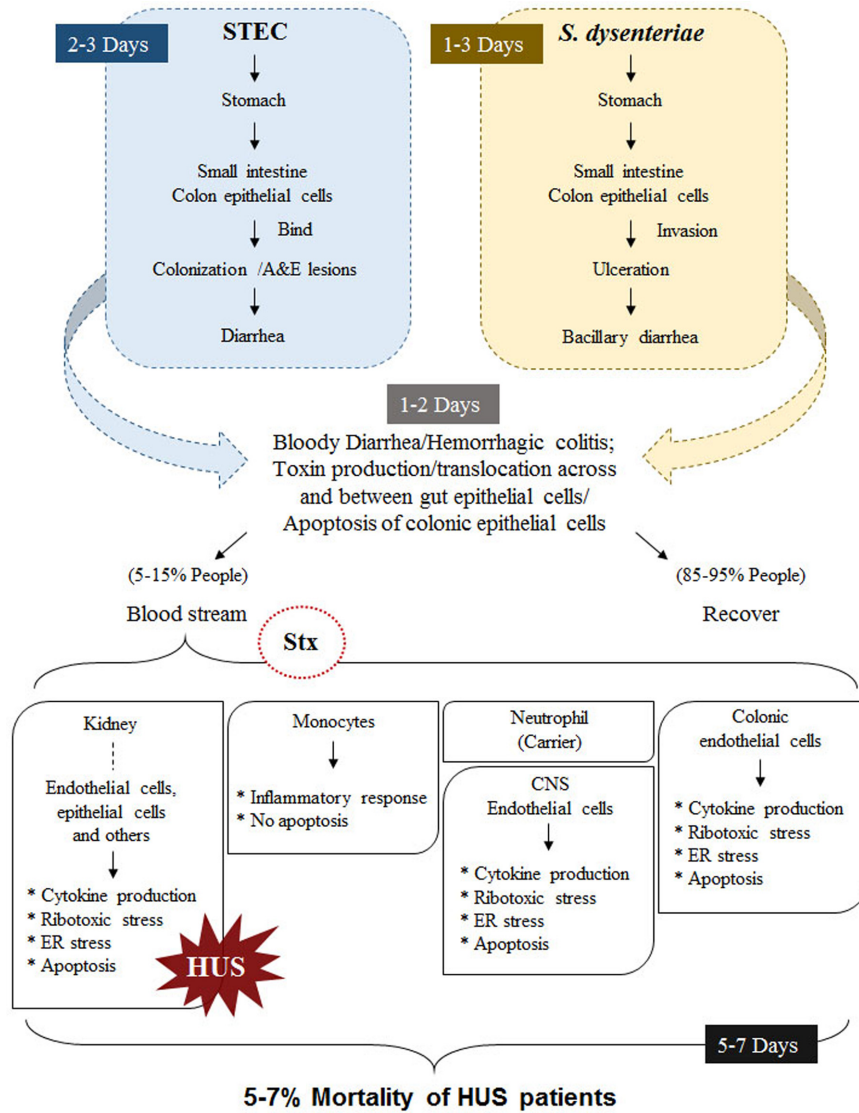 2-3 Days
STEC
Stomach
Small intestine
Colon epithelial cells
Bind
Colonization /A&E lesions
Diarrhea
1-3 Days
S. dysenteriae
Stomach
Small intestine
Colon epithelial cells
Invasion
Ulceration
Bacillary diarrhea
1-2 Days
Bloody Diarrhea/Hemorrhagic colitis;
Toxin production/translocation across
and between gut epithelial cells/
Apoptosis of colonic epithelial cells
(5-15% People)
Blood stream
(85-95% People)
Recover
Stx
Kidney
Endothelial cells,
epithelial cells
and others
* Cytokine production
* Ribotoxic stress
* ER stress
* Apoptosis
HUS
Monocytes
* Inflammatory response
* No apoptosis
Neutrophil
(Carrier)
CNS
Endothelial cells
* Cytokine production
* Ribotoxic stress
* ER stress
* Apoptosis
Colonic
endothelial cells
* Cytokine production
* Ribotoxic stress
* ER stress
* Apoptosis
5-7 Days
5-7% Mortality of HUS patients